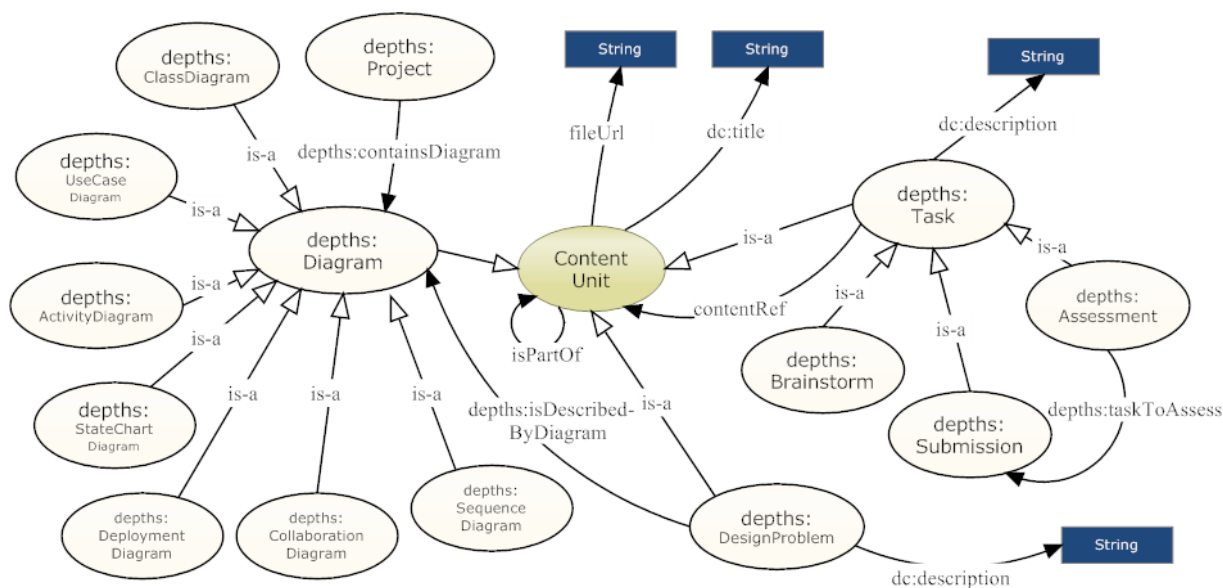 depths:
ClassDiagram
depths:
Project
String
String
String
fileUrl
dc:title
dc:description
is-a
depths:containsDiagram
depths:
UseCase
Diagram
is-a
depths:
Diagram
Content
Unit
is-a
depths:
Task
is-a
depths:
ActivityDiagram
is-a
contentRef
is-a
depths:
Assessment
isPartOf
is-a
depths:
Brainstorm
is-a
depths:
StateChart
Diagram
is-a
is-a
is-a
depths:isDescribed-
ByDiagram
is-a
depths:
Submission
depths:taskToAssess
depths:
Deployment
Diagram
depths:
Collaboration
Diagram
depths:
Sequence
Diagram
depths:
DesignProblem
String
dc:description